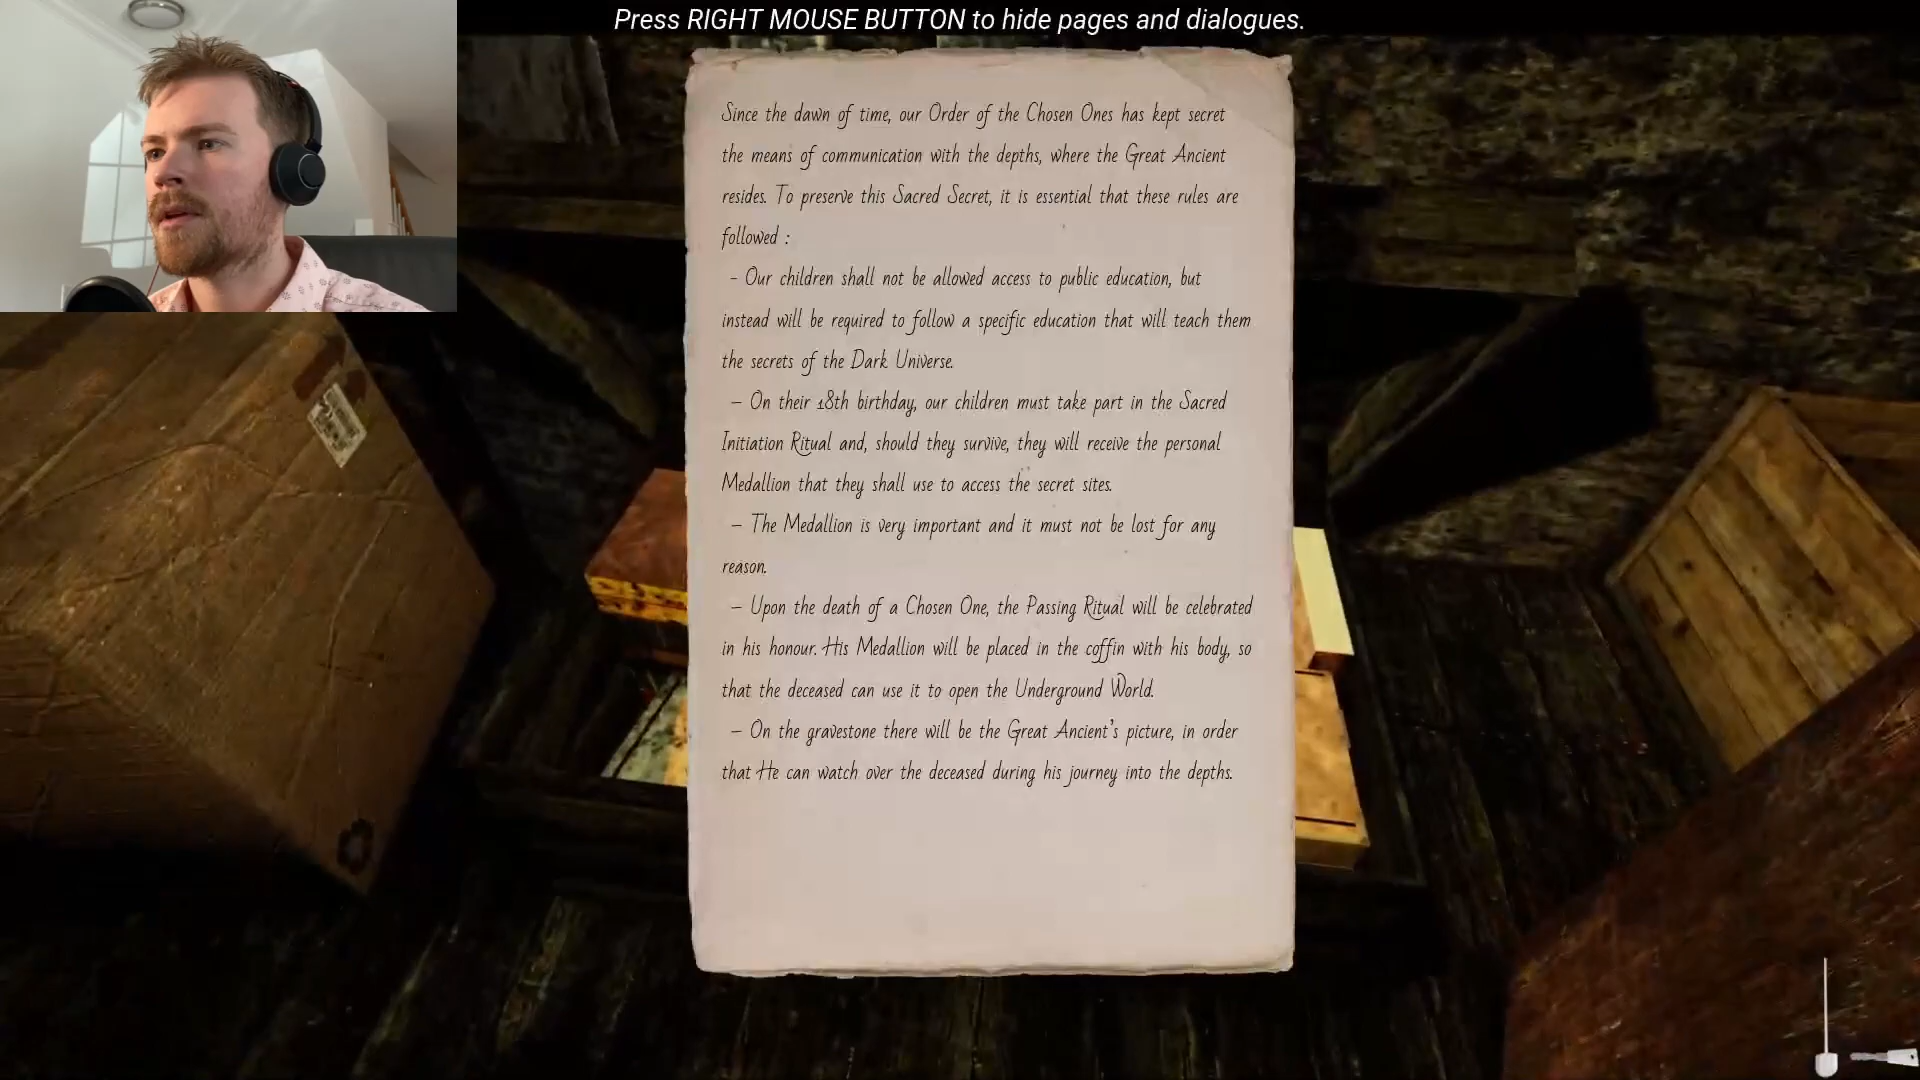 Press RIGHT MOUSE BUTTON to hide pages and dialogues.
Since the dawn of time, our Order of the Chosen Ones has kept secret
the means of communication with the depths, where the Great Ancient
resides. To preserve this Sacred Secret, it is essential that these rules are
followed :
- Our children shall not be allowed access to public education, but
instead will be required to follow a specific education that will teach them
the secrets of the Dark Universe.
– On their 18th birthday, our children must take part in the Sacred
Initiation Ritual and, should they survive, they will receive the personal
Medallion that they shall use to access the secret sites.
– The Medallion is very important and it must not be lost for any
reason.
– Upon the death of a Chosen One, the Passing Ritual will be celebrated
in his honour. His Medallion will be placed in the coffin with his body, so
that the deceased can use it to open the Underground World.
– On the gravestone there will be the Great Ancient's picture, in order
that He can watch over the deceased during his journey into the depths.